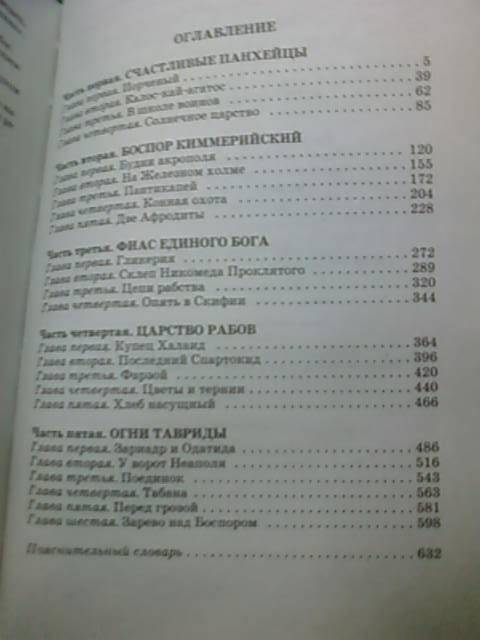 ОГЛАВЛЕНИЕ
Часть первая. СЧАСТЛИВЫЕ ПАНХЕЙЦЫ
Глава первая. Порченый 5
Глава вторая. Калос-кай-агатос 39
Глава третья. В школе воинов 62
Глава четвертая. Солнечное царство 85
Часть вторая. БОСПОР КИММЕРИЙСКИЙ
Глава первая. Будни акрополя 120
Глава вторая. На Железном холме 155
Глава третья. Пантикапей 172
Глава четвертая. Конная охота 204
Глава пятая. Две Афродиты 228
Часть третья. ФИАС ЕДИНОГО БОГА
Глава первая. Гликерия 272
Глава вторая. Склеп Никомеда Проклятого 289
Глава третья. Цепи рабства 320
Глава четвертая. Опять в Скифии 344
Часть четвертая. ЦАРСТВО РАБОВ
Глава первая. Купец Халаид 364
Глава вторая. Последний Спартокид 396
Глава третья. Фарзой 420
Глава четвертая. Цветы и тернии 440
Глава пятая. Хлеб насущный 466
Часть пятая. ОГНИ ТАВРИДЫ
Глава первая. Зариадр и Одатида 486
Глава вторая. У ворот Неаполя 516
Глава третья. Поединок 543
Глава четвертая. Табана 563
Глава пятая. Перед грозой 581
Глава шестая. Зарево над Боспором 598
Пояснительный словарь 632